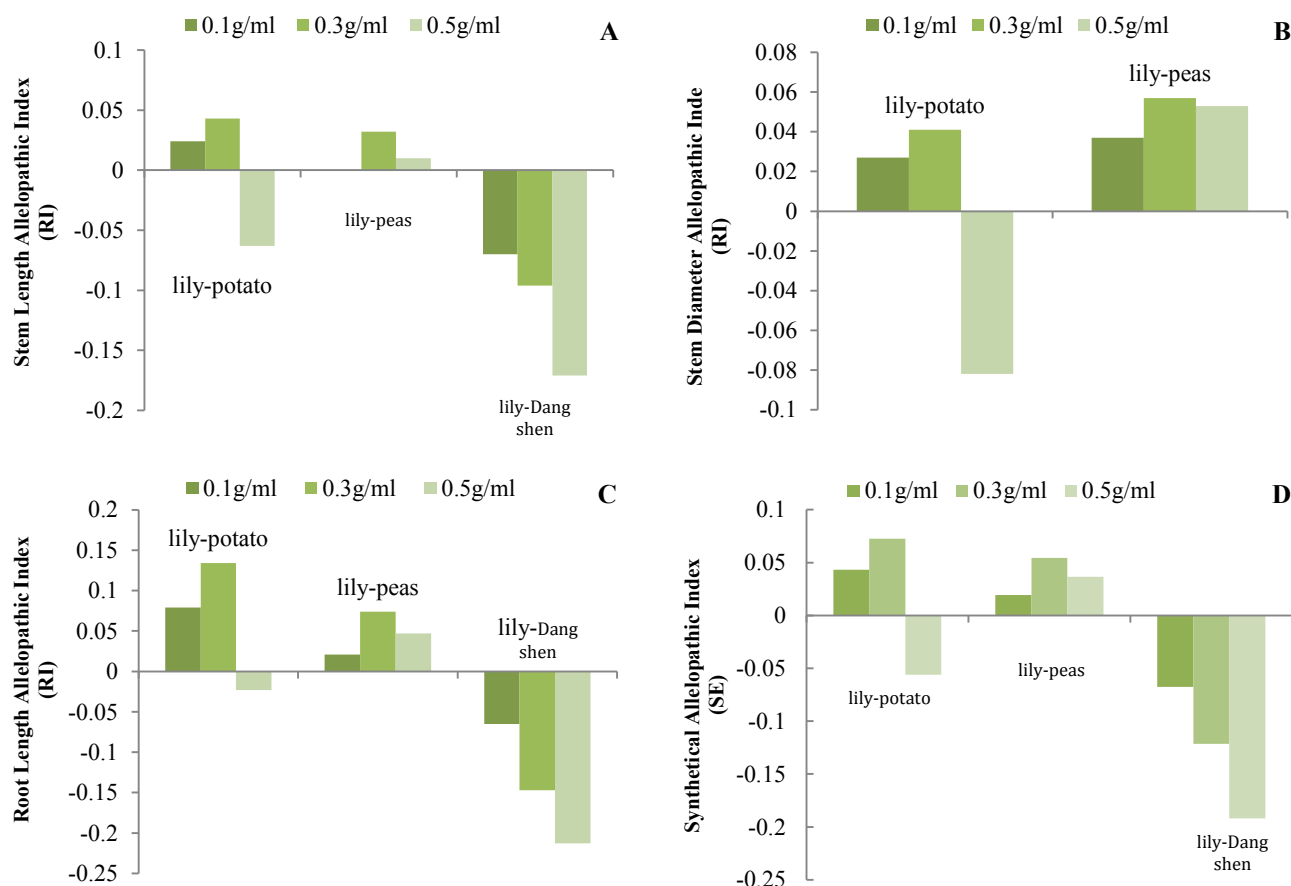 0.1g/ml 0.3g/ml 0.5g/ml
A
Stem Length Allelopathic Index
(RI)
0.1
0.05
0
-0.05
-0.1
-0.15
-0.2
lily-potato
lily-peas
lily-Dang
shen
0.1g/ml 0.3g/ml 0.5g/ml
B
Stem Diameter Allelopathic Inde
(RI)
0.08
0.06
0.04
0.02
0
-0.02
-0.04
-0.06
-0.08
-0.1
lily-potato
lily-peas
0.1g/ml 0.3g/ml 0.5g/ml
C
Root Length Allelopathic Index
(RI)
0.2
0.15
0.1
0.05
0
-0.05
-0.1
-0.15
-0.2
-0.25
lily-potato
lily-peas
lily-Dang
shen
0.1g/ml 0.3g/ml 0.5g/ml
D
Synthetical Allelopathic Index
(SE)
0.1
0.05
0
-0.05
-0.1
-0.15
-0.2
-0.25
lily-potato
lily-peas
lily-Dang
shen